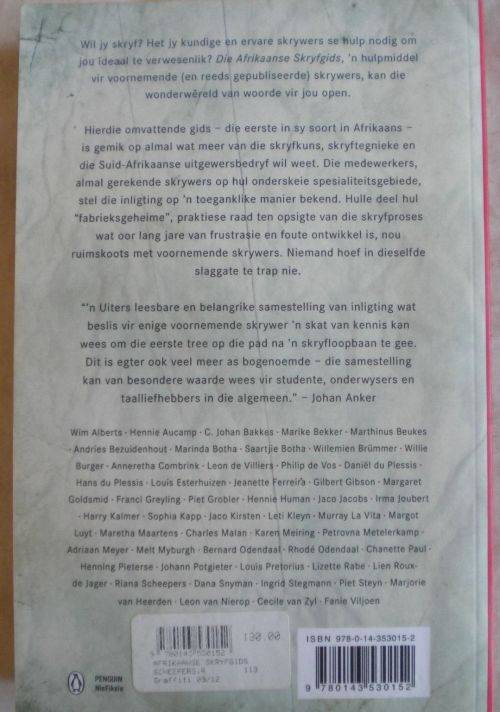 Wil jy skryf? Het jy kundige en ervare skrywers se hulp nodig om
jou ideaal te verwesenlik? Die Afrikaanse Skryfgids, 'n hulpmiddel
vir voornemende (en reeds gepubliseerde) skrywers, kan die
wonderwêreld van woorde vir jou open.
Hierdie omvattende gids – die eerste in sy soort in Afrikaans –
is gemik op almal wat meer van die skryfkuns, skryftegnieke en
die Suid-Afrikaanse uitgewersbedryf wil weet. Die medewerkers,
almal gerekende skrywers op hul onderskeie spesialiteitsgebiede,
stel die inligting op 'n toeganklike manier bekend. Hulle deel hul
"fabrieksgeheime", praktiese raad ten opsigte van die skryfproses
wat oor lang jare van frustrasie en foute ontwikkel is, nou
ruimskoots met voornemende skrywers. Niemand hoef in dieselfde
slaggate te trap nie.
"'n Uiters leesbare en belangrike samestelling van inligting wat
beslis vir enige voornemende skrywer 'n skat van kennis kan
wees om die eerste tree op die pad na 'n skryfloopbaan te gee.
Dit is egter ook veel meer as bogenoemde – die samestelling
kan van besondere waarde wees vir studente, onderwysers en
taalliefhebbers in die algemeen." – Johan Anker
Wim Alberts · Hennie Aucamp · C. Johan Bakkes · Marike Bekker · Marthinus Beukes
· Andries Bezuidenhout · Marinda Botha · Saartjie Botha · Willemien Brümmer · Willie
Burger · Anneretha Combrink · Leon de Villiers · Philip de Vos · Daniël du Plessis ·
Hans du Plessis · Louis Esterhuizen · Jeanette Ferreira · Gilbert Gibson · Margaret
Goldsmid · Franci Greyling · Piet Grobler · Hennie Human · Jaco Jacobs · Irma Joubert
· Harry Kalmer · Sophia Kapp · Jaco Kirsten · Leti Kleyn · Murray La Vita · Margot
Luyt · Maretha Maartens · Charles Malan · Karen Meiring · Petrovna Metelerkamp ·
Adriaan Meyer · Melt Myburgh · Bernard Odendaal · Rhodé Odendaal · Chanette Paul ·
Henning Pieterse · Johann Potgieter · Louis Pretorius · Lizette Rabe · Lien Roux-
de Jager · Riana Scheepers · Dana Snyman · Ingrid Stegmann · Piet Steyn · Marjorie
van Heerden · Leon van Nierop · Cecile van Zyl · Fanie Viljoen
130.00
9 780143 530152
AFRIKAANSE SKRYFGIDS
SCHEEPERS.R 113
Graffiti 09/12
PENGUIN
Niefiksie
ISBN 978-0-14-353015-2
9 780143 530152